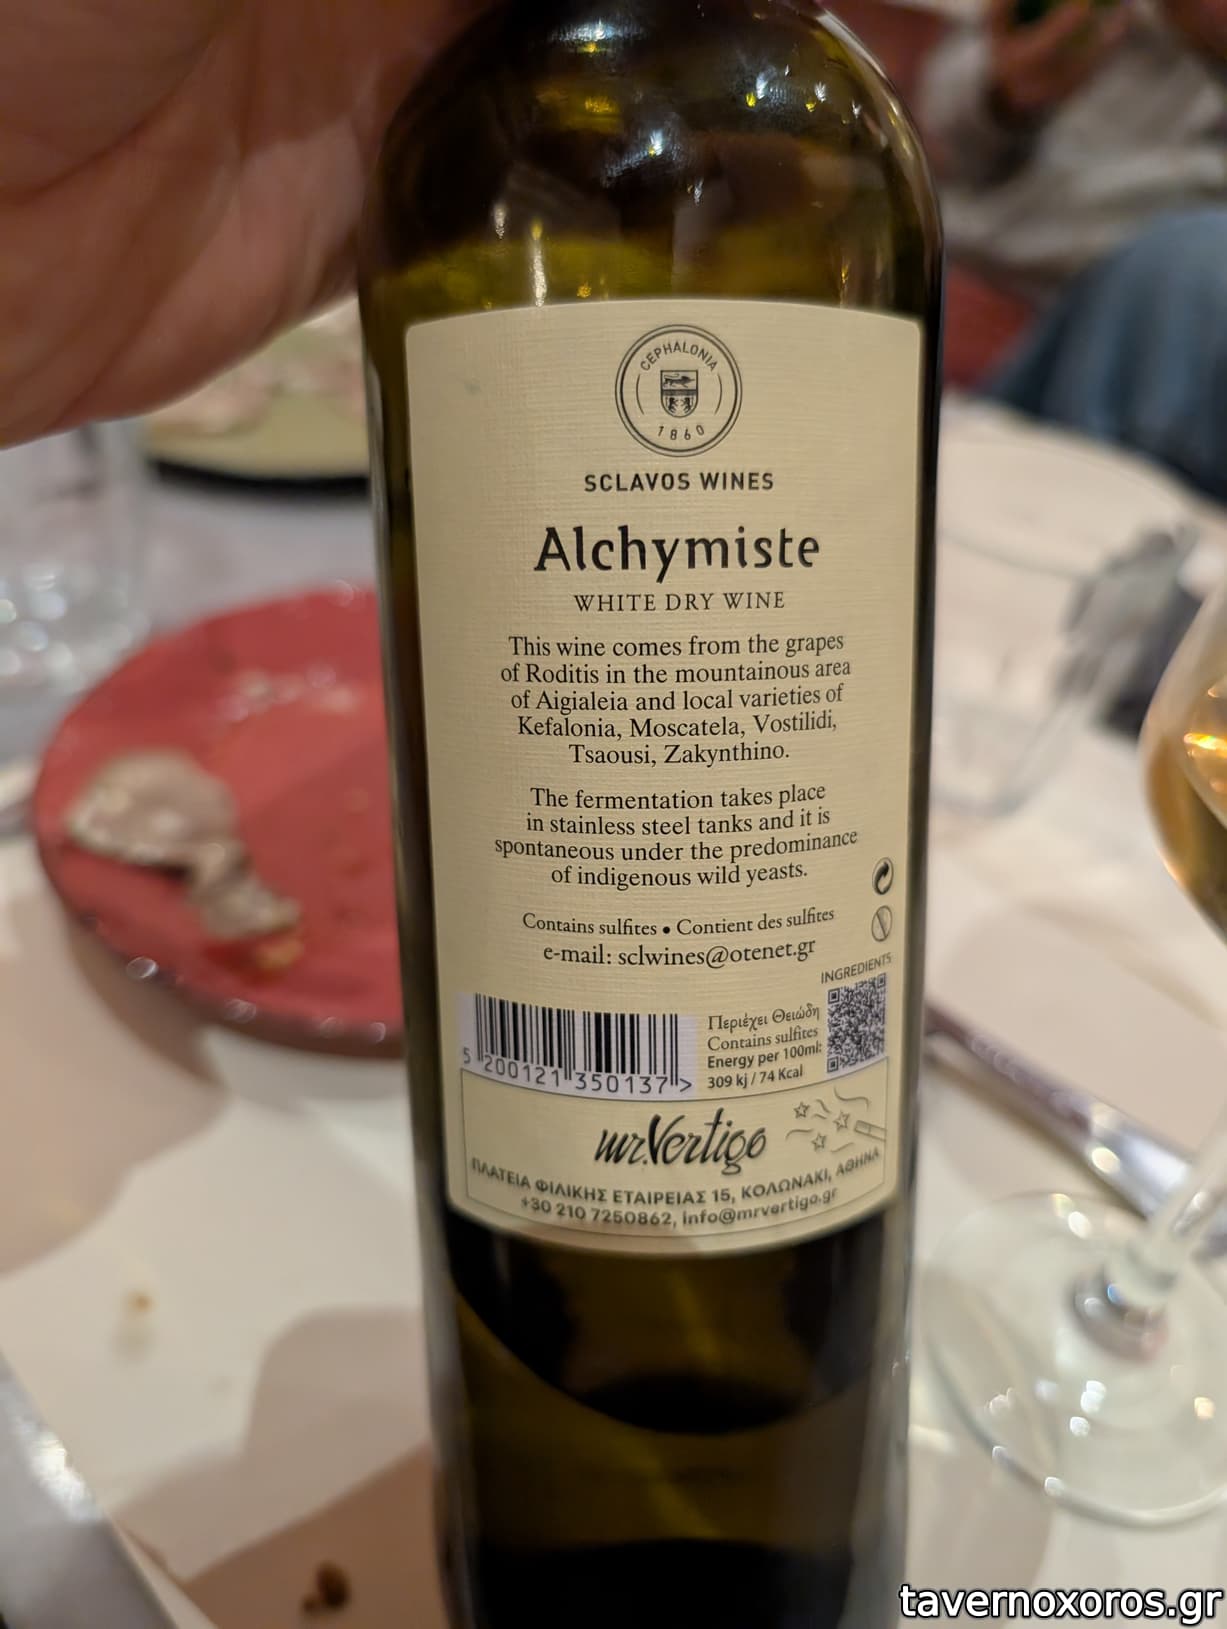 CEPHALONIA
1860
SCLAVOS WINES
Alchymiste
WHITE DRY WINE
This wine comes from the grapes
of Roditis in the mountainous area
of Aigialeia and local varieties of
Kefalonia, Moscatela, Vostilidi,
Tsaousi, Zakynthino.
The fermentation takes place
in stainless steel tanks and it is
spontaneous under the predominance
of indigenous wild yeasts.
Contains sulfites • Contient des sulfites
e-mail: sclwines@otenet.gr
INGREDIENTS
Περιέχει Θειώδη
Contains sulfites
Energy per 100ml:
309 kj / 74 Kcal
5 200121 350137 >
mr.Vertigo
ΠΛΑΤΕΙΑ ΦΙΛΙΚΗΣ ΕΤΑΙΡΕΙΑΣ 15, ΚΟΛΩΝΑΚΙ, ΑΘΗΝΑ
+30 210 7250862, info@mrvertigo.gr
tavernoxoros.gr